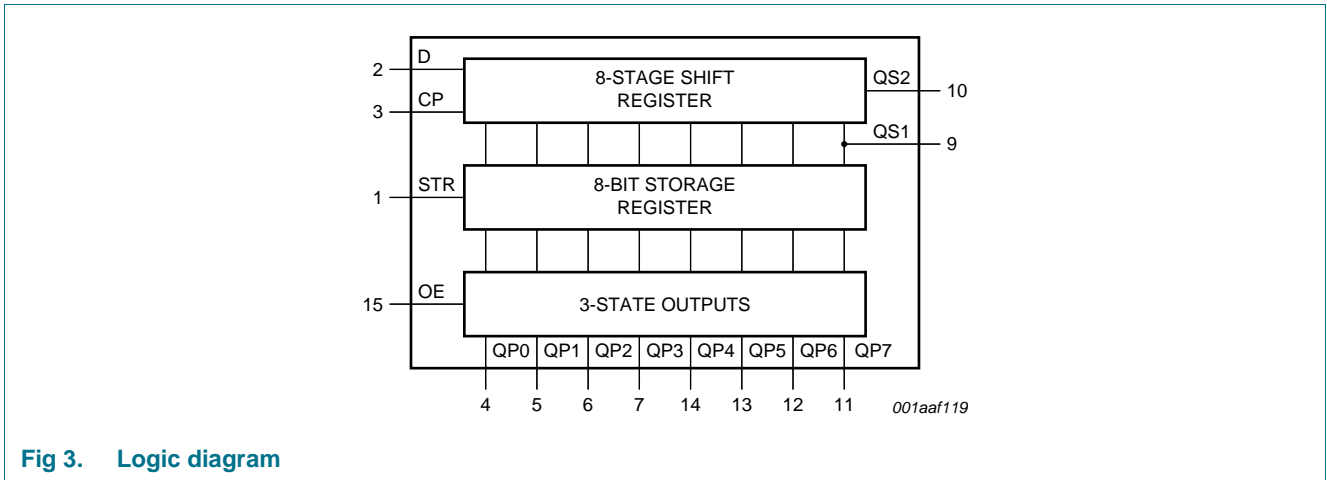 D
2
8-STAGE SHIFT
REGISTER
QS2
10
CP
3
QS1
9
STR
1
8-BIT STORAGE
REGISTER
OE
15
3-STATE OUTPUTS
QP0 QP1 QP2 QP3 QP4 QP5 QP6 QP7
4 5 6 7 14 13 12 11
001aaf119
Fig 3. Logic diagram